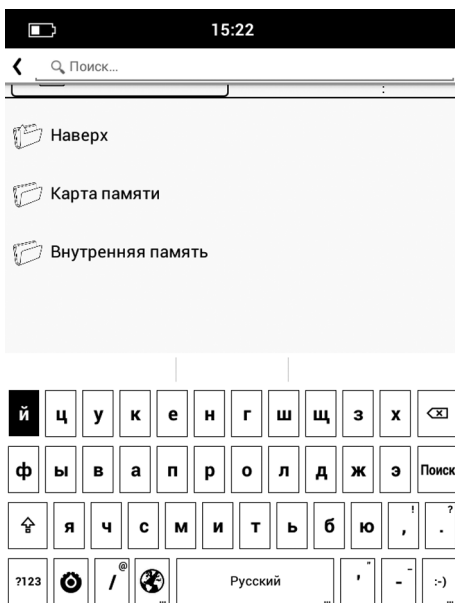 15:22
Поиск...
Наверх
Карта памяти
Внутренняя память
й ц у к е н г ш щ з х
ф ы в а п р о л д ж э Поиск
я ч с м и т ь б ю , ! . ?
?123 / @ Русский ' " - _ :-)